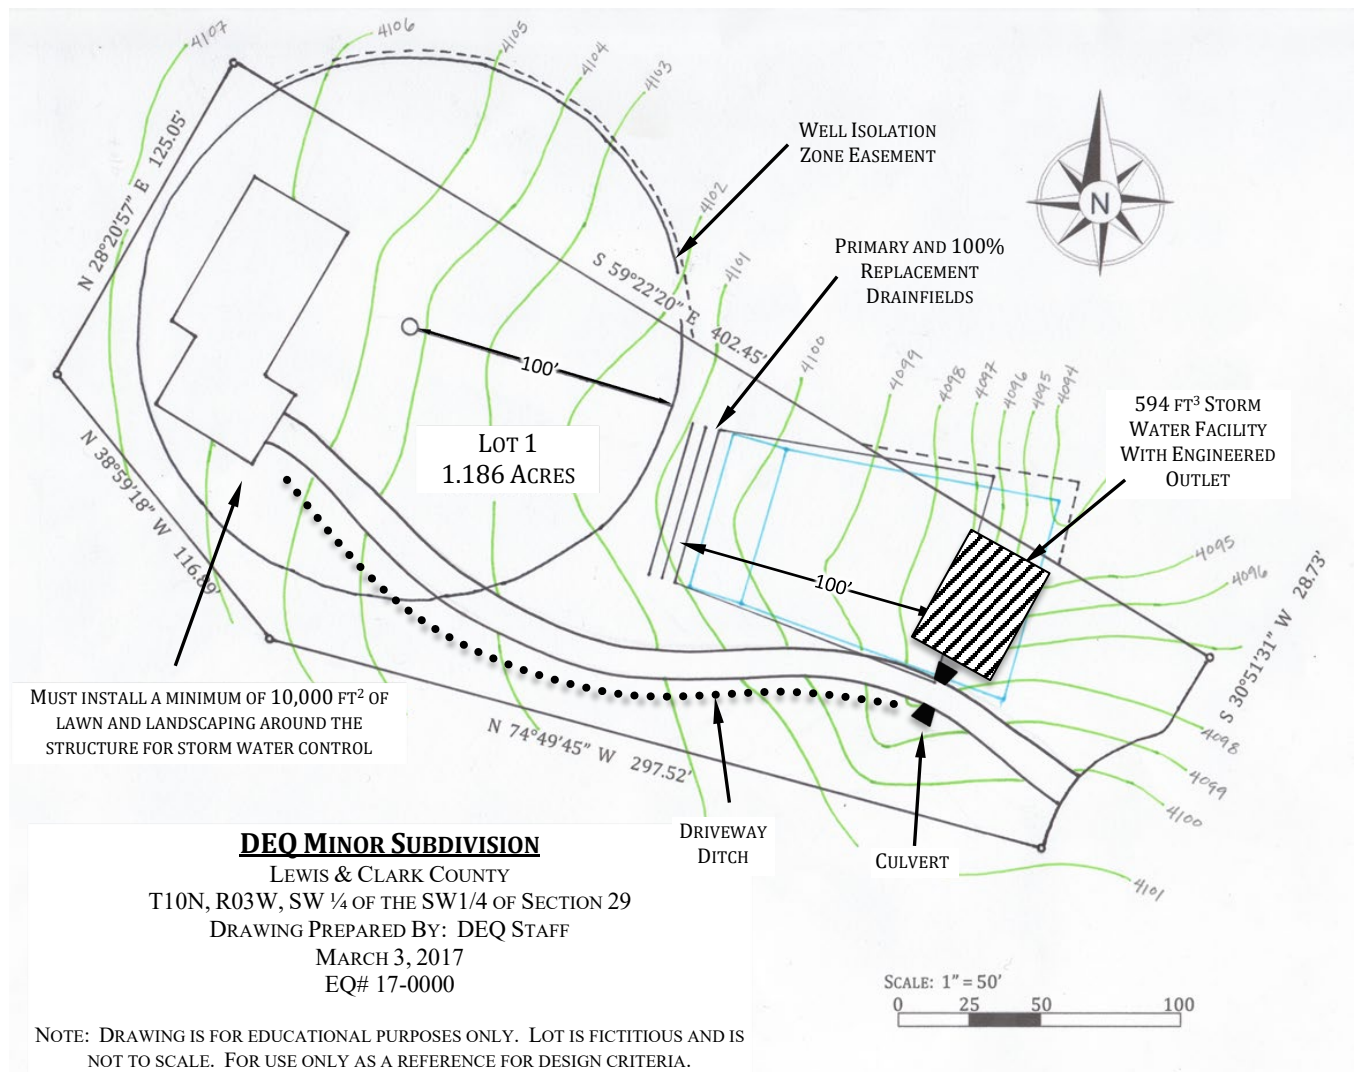 4107
4106
4105
4104
4103
4102
4101
4100
4099
4098
4097
4096
4095
4094
N 28°20'57" E 125.05'
S 59°22'20" E 402.45'
N 38°59'18" W 116.89'
N 74°49'45" W 297.52'
S 30°51'31" W 28.73'
WELL ISOLATION
ZONE EASEMENT
N
PRIMARY AND 100%
REPLACEMENT
DRAINFIELDS
100'
LOT 1
1.186 ACRES
594 FT³ STORM
WATER FACILITY
WITH ENGINEERED
OUTLET
100'
4095
4096
4098
4099
4100
4101
MUST INSTALL A MINIMUM OF 10,000 FT² OF
LAWN AND LANDSCAPING AROUND THE
STRUCTURE FOR STORM WATER CONTROL
DRIVEWAY
DITCH
CULVERT
DEQ MINOR SUBDIVISION
LEWIS & CLARK COUNTY
T10N, R03W, SW ¼ OF THE SW1/4 OF SECTION 29
DRAWING PREPARED BY: DEQ STAFF
MARCH 3, 2017
EQ# 17-0000
NOTE: DRAWING IS FOR EDUCATIONAL PURPOSES ONLY. LOT IS FICTITIOUS AND IS
NOT TO SCALE. FOR USE ONLY AS A REFERENCE FOR DESIGN CRITERIA.
SCALE: 1" = 50'
0 25 50 100